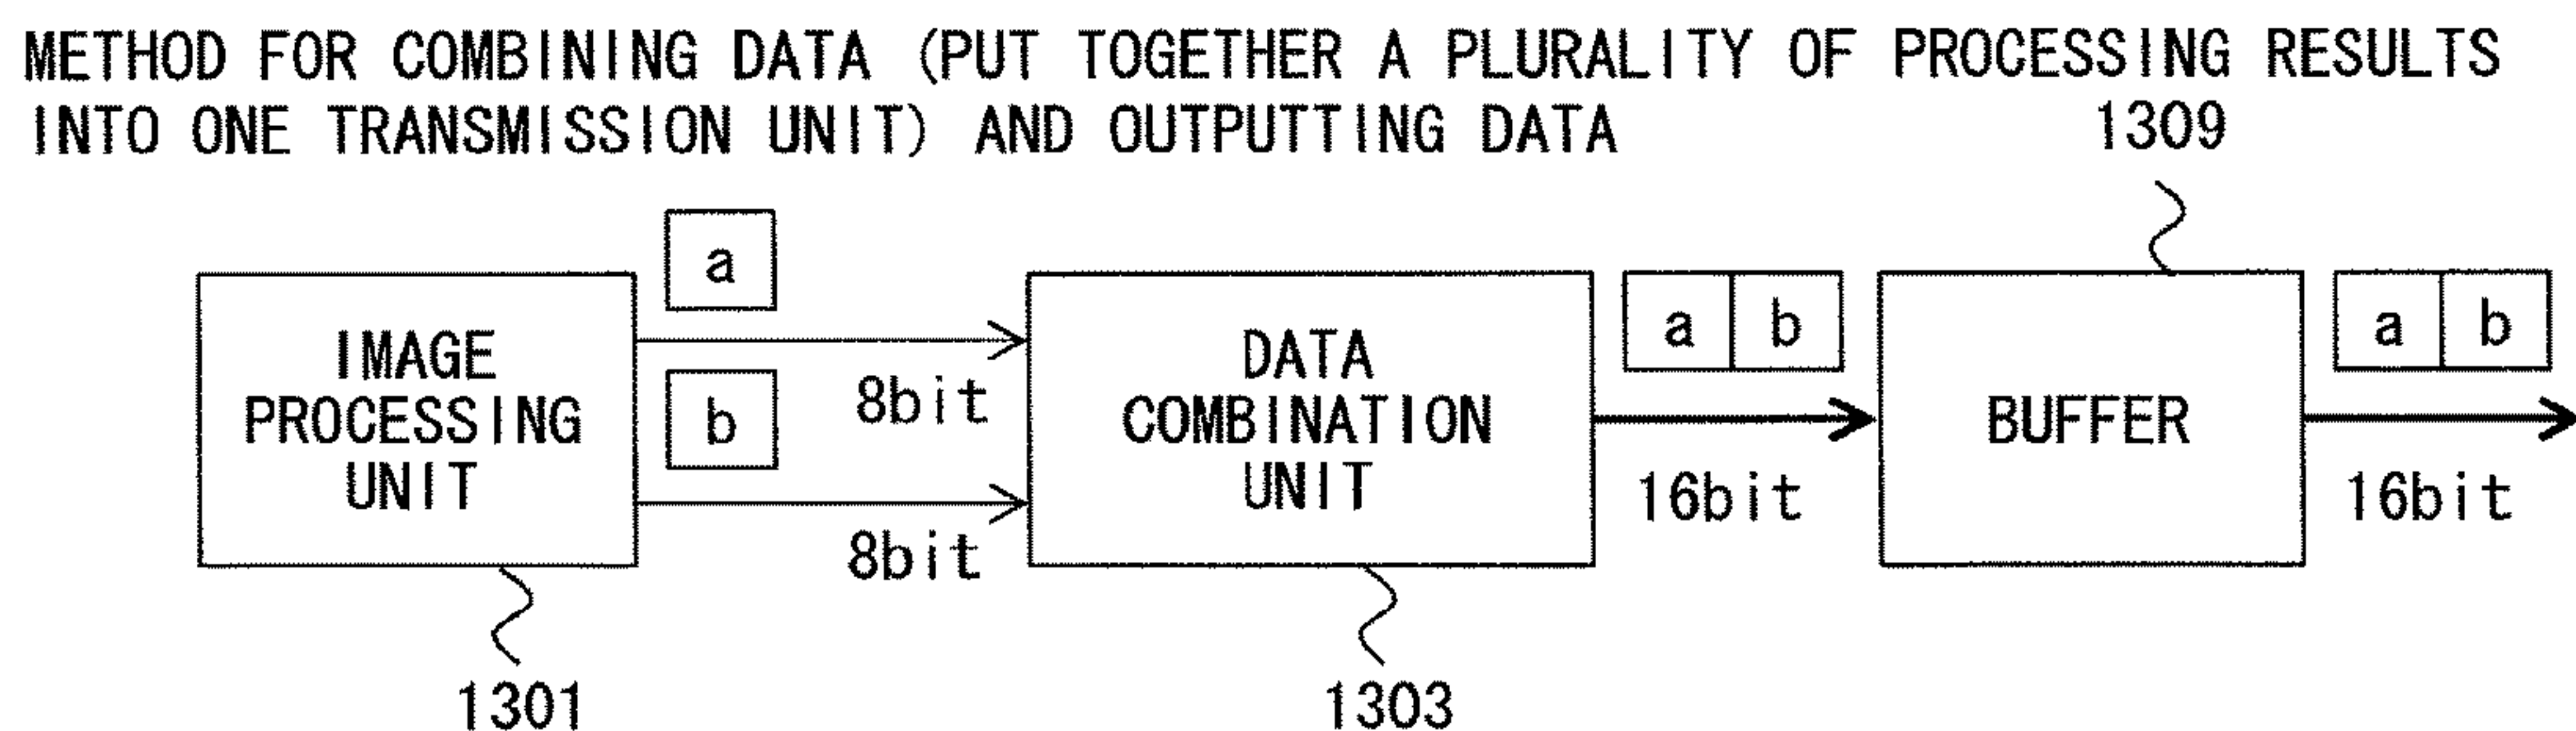 METHOD FOR COMBINING DATA (PUT TOGETHER A PLURALITY OF PROCESSING RESULTS
INTO ONE TRANSMISSION UNIT) AND OUTPUTTING DATA
1309
a
IMAGE
PROCESSING
UNIT
8bit
b
8bit
DATA
COMBINATION
UNIT
a b
16bit
BUFFER
a b
16bit
1301
1303